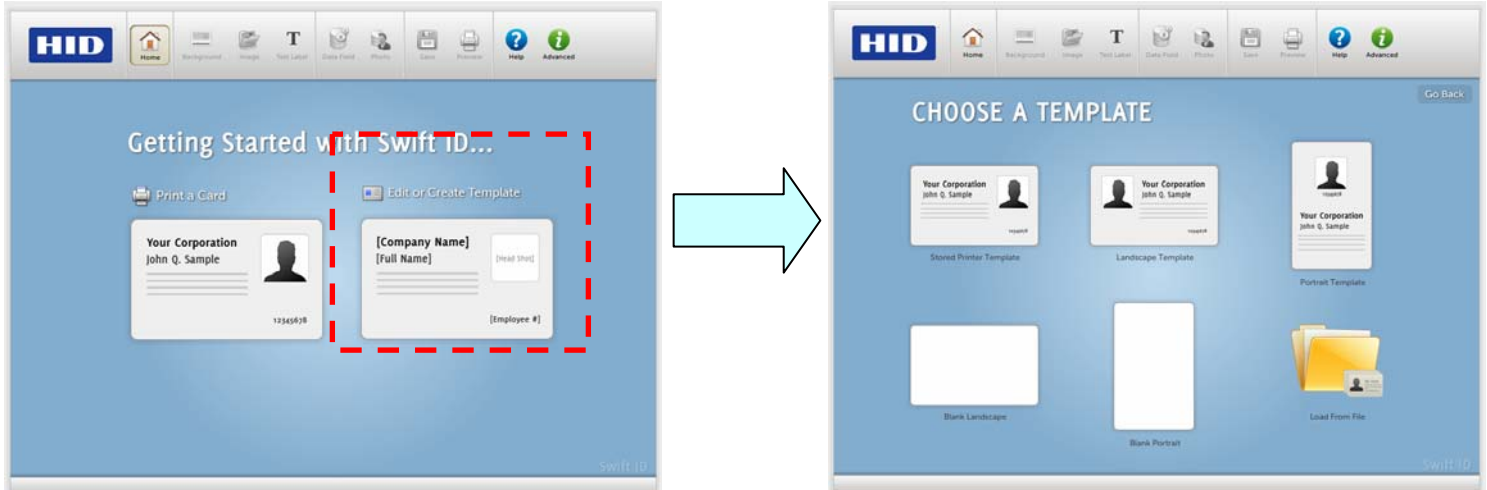 HID
Home
Background
Image
Text Label
Data Field
Photo
Save
Preview
Help
Advanced
Getting Started with Swift ID...
Print a Card
Your Corporation
John Q. Sample
12345678
Edit or Create Template
[Company Name]
[Full Name]
[Head Shot]
[Employee #]
Swift ID
HID
Home
Background
Image
Text Label
Data Field
Photo
Save
Preview
Help
Advanced
Go Back
CHOOSE A TEMPLATE
Your Corporation
John Q. Sample
12345678
Stored Printer Template
Your Corporation
John Q. Sample
12345678
Landscape Template
12345678
Your Corporation
John Q. Sample
Portrait Template
Blank Landscape
Blank Portrait
Load From File
Swift ID